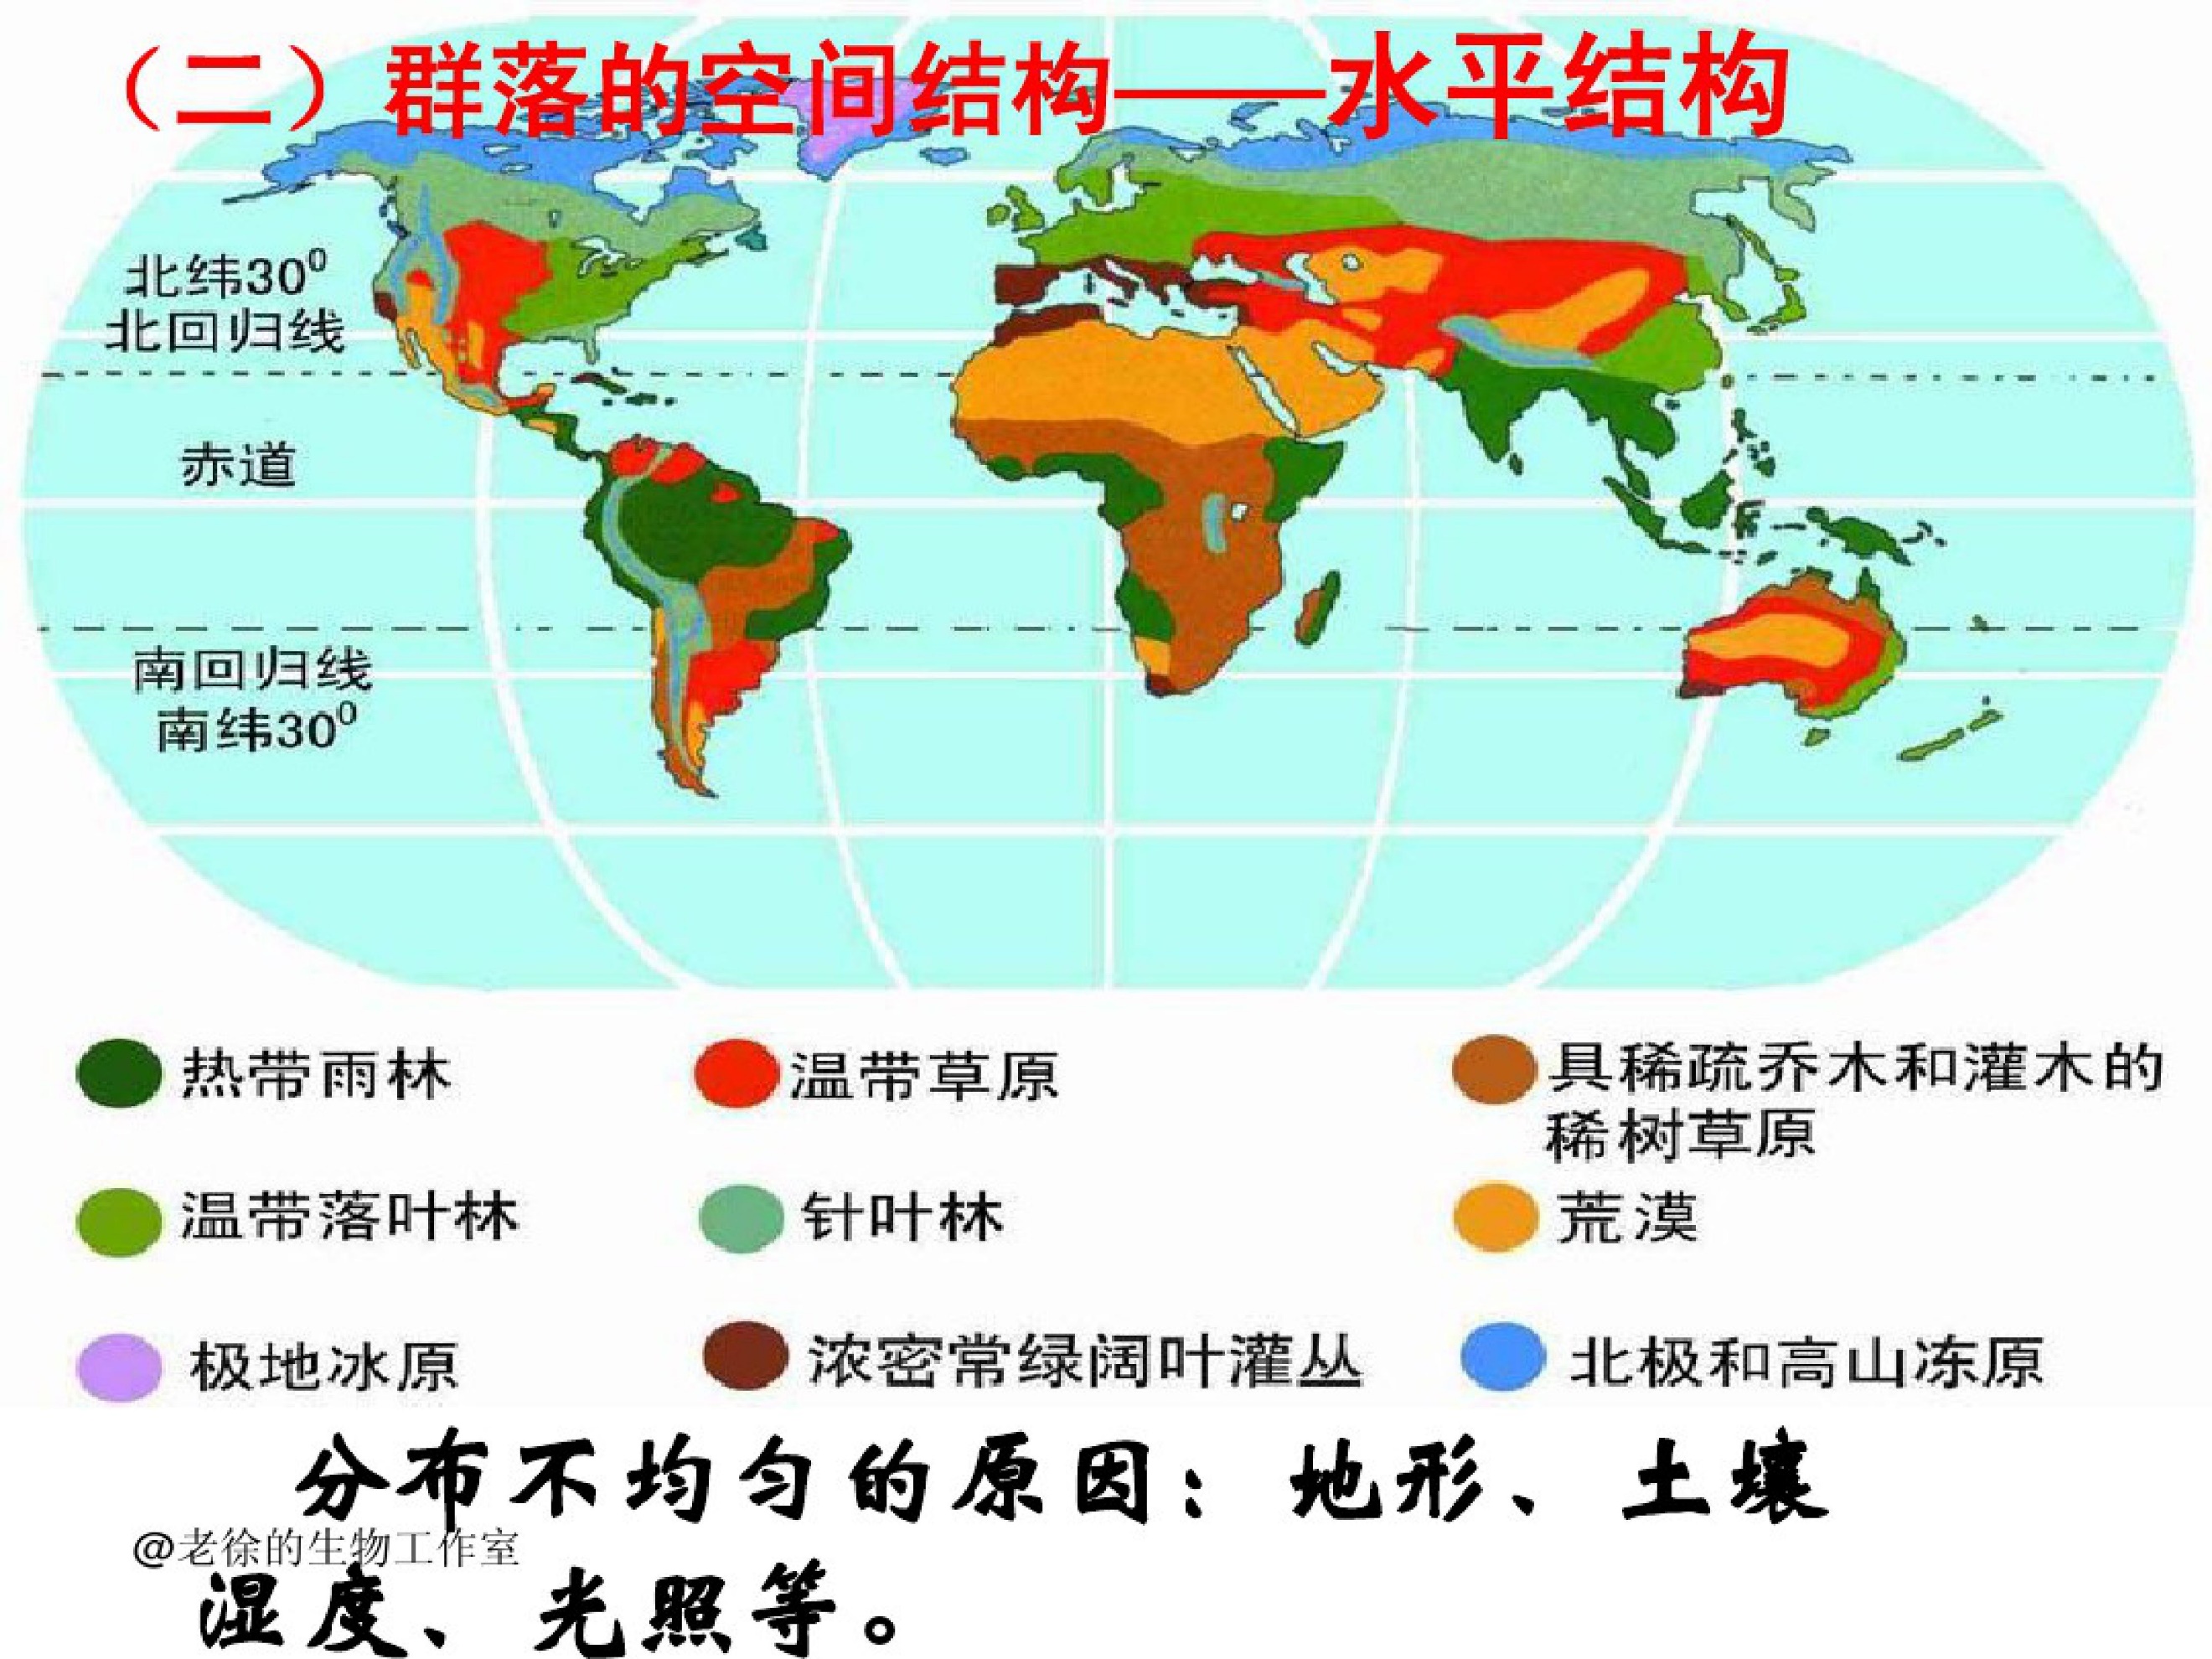 （二）群落的空间结构——水平结构
北纬30⁰
北回归线
赤道
南回归线
南纬30⁰
热带雨林
温带草原
具稀疏乔木和灌木的
稀树草原
温带落叶林
针叶林
荒漠
极地冰原
浓密常绿阔叶灌丛
北极和高山冻原
分布不均匀的原因：地形、土壤
@老徐的生物工作室
湿度、光照等。